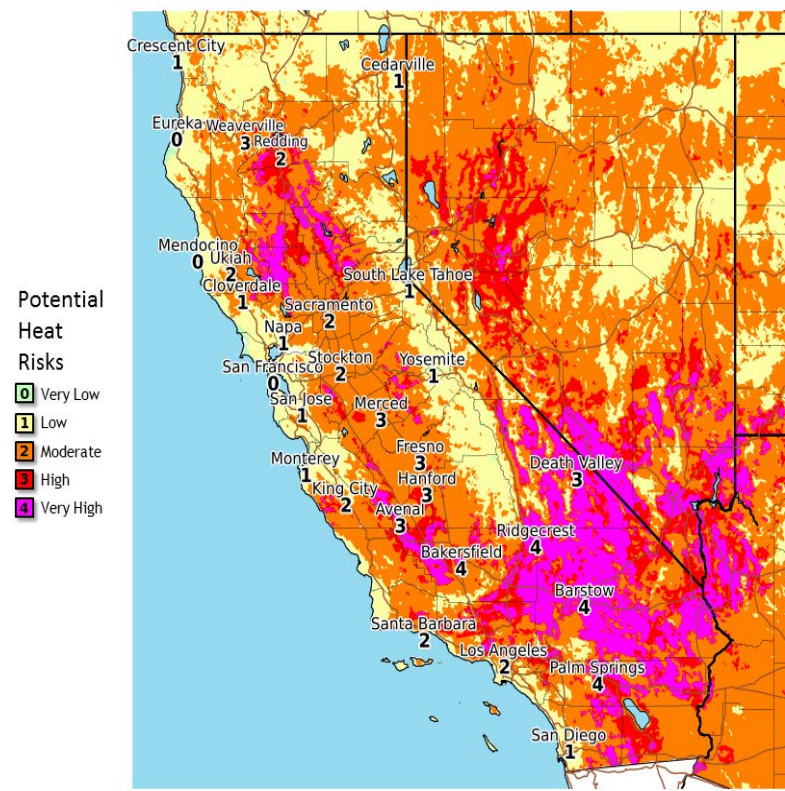 Crescent City
1
Cedarville
1
Eureka
0
Weaverville
3
Redding
2
Mendocino
0
Ukiah
2
Cloverdale
1
South Lake Tahoe
1
Sacramento
2
Napa
1
San Francisco
0
Stockton
2
Yosemite
1
San Jose
1
Merced
3
Fresno
3
Monterey
1
Hanford
3
King City
2
Avenal
3
Death Valley
3
Ridgecrest
4
Bakersfield
4
Barstow
4
Santa Barbara
2
Los Angeles
2
Palm Springs
4
San Diego
1
Potential
Heat
Risks
0 Very Low
1 Low
2 Moderate
3 High
4 Very High